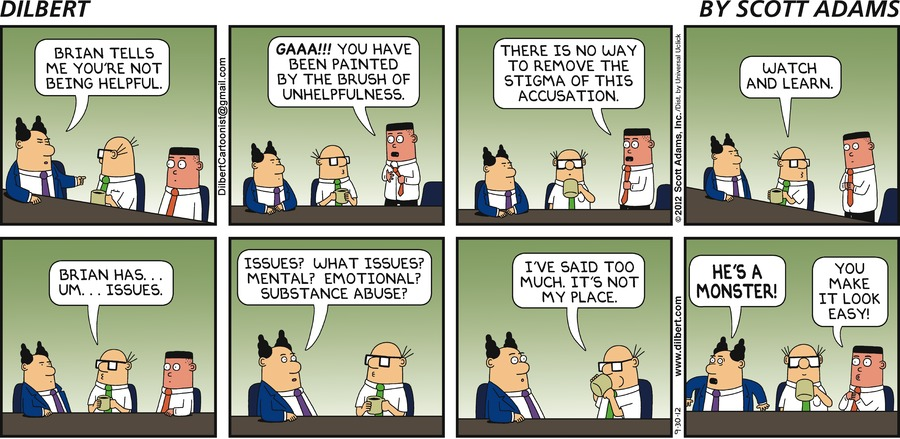 DILBERT
BY SCOTT ADAMS
BRIAN TELLS
ME YOU'RE NOT
BEING HELPFUL.
DilbertCartoonist@gmail.com
GAAA!!! YOU HAVE
BEEN PAINTED
BY THE BRUSH OF
UNHELPFULNESS.
THERE IS NO WAY
TO REMOVE THE
STIGMA OF THIS
ACCUSATION.
©2012 Scott Adams, Inc. /Dist. by Universal Uclick
WATCH
AND LEARN.
BRIAN HAS...
UM... ISSUES.
ISSUES? WHAT ISSUES?
MENTAL? EMOTIONAL?
SUBSTANCE ABUSE?
I'VE SAID TOO
MUCH. IT'S NOT
MY PLACE.
9-30-12 www.dilbert.com
HE'S A
MONSTER!
YOU
MAKE
IT LOOK
EASY!